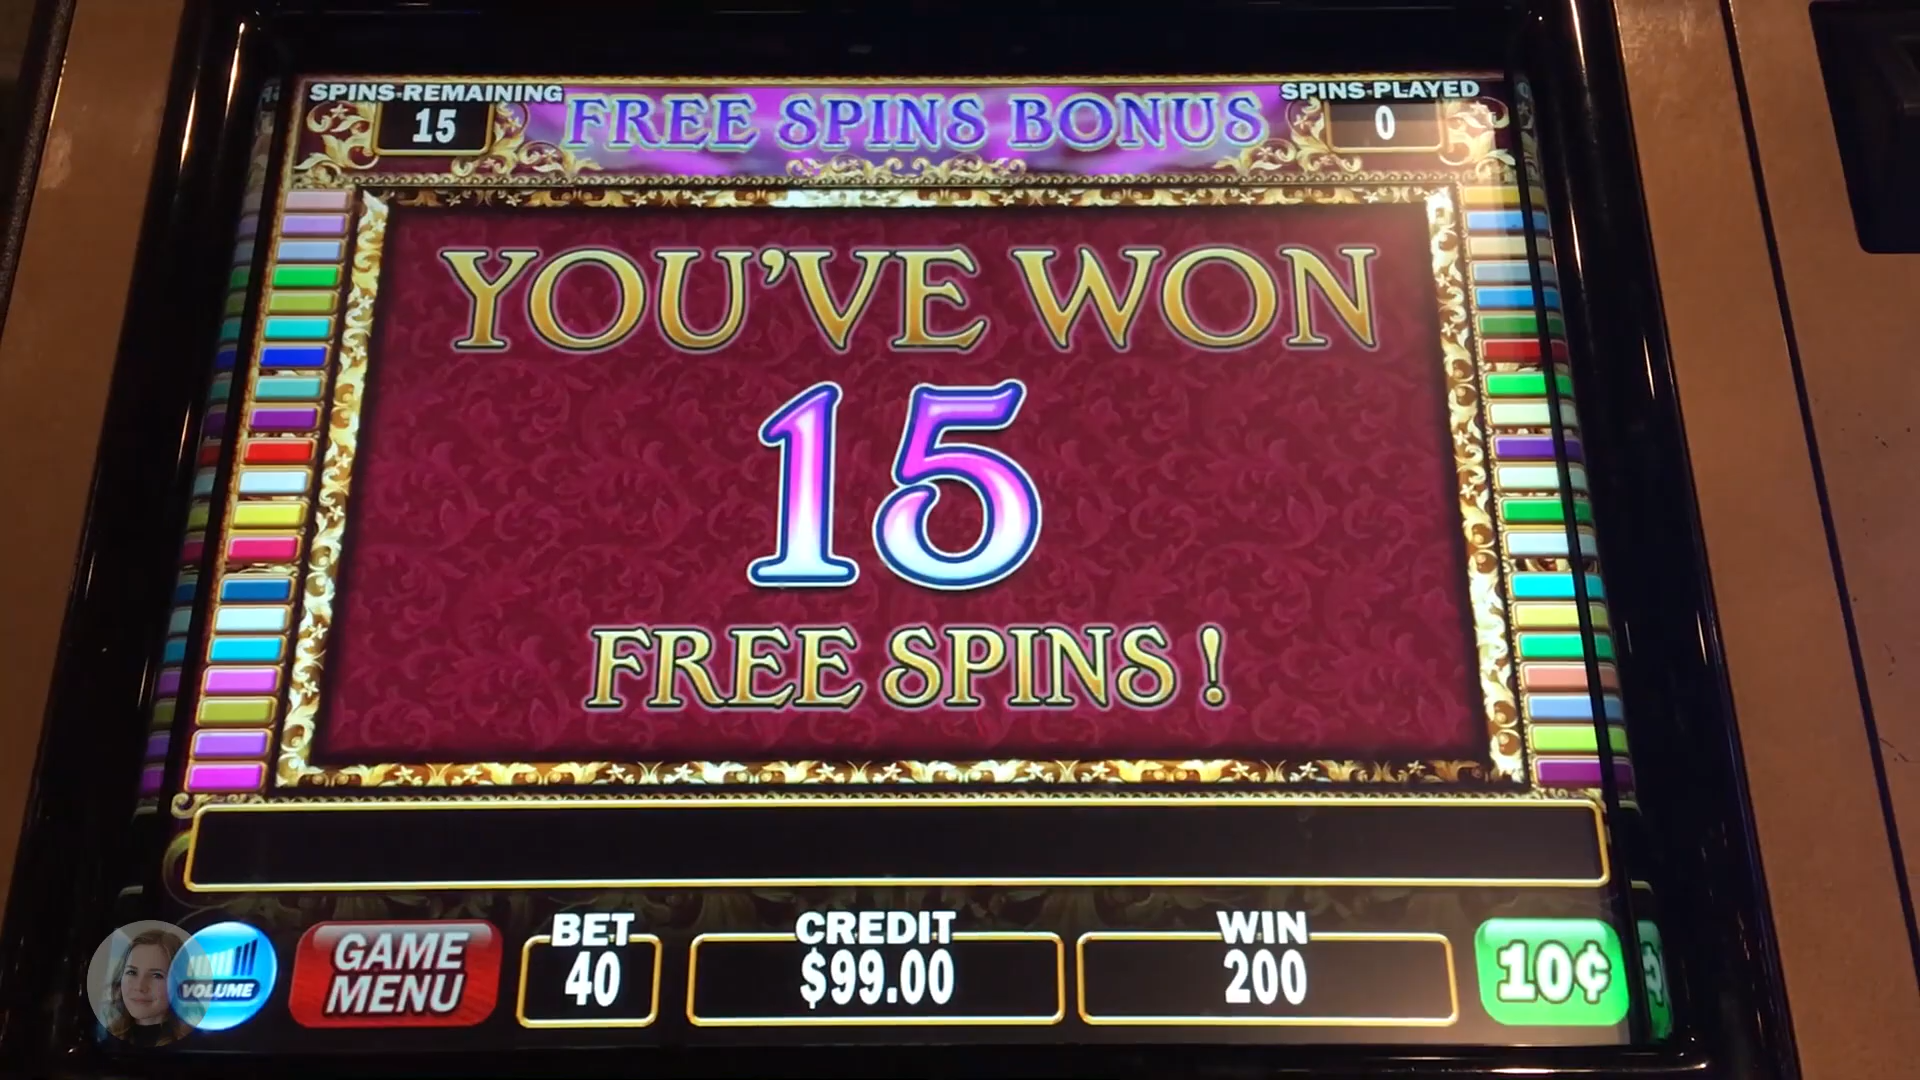 SPINS REMAINING
15
FREE SPINS BONUS
SPINS PLAYED
0
YOU'VE WON
15
FREE SPINS!
VOLUME
GAME MENU
BET
40
CREDIT
$99.00
WIN
200
10¢